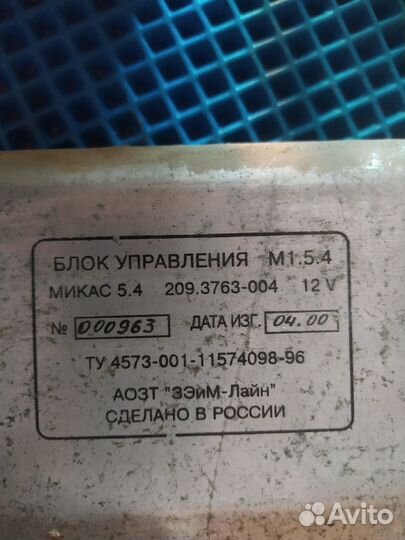 БЛОК УПРАВЛЕНИЯ М1.5.4
МИКАС 5.4 209.3763-004 12 V
№ 000963 ДАТА ИЗГ. 04.00
ТУ 4573-001-11574098-96
АОЗТ "ЗЭиМ-Лайн"
СДЕЛАНО В РОССИИ
Avito